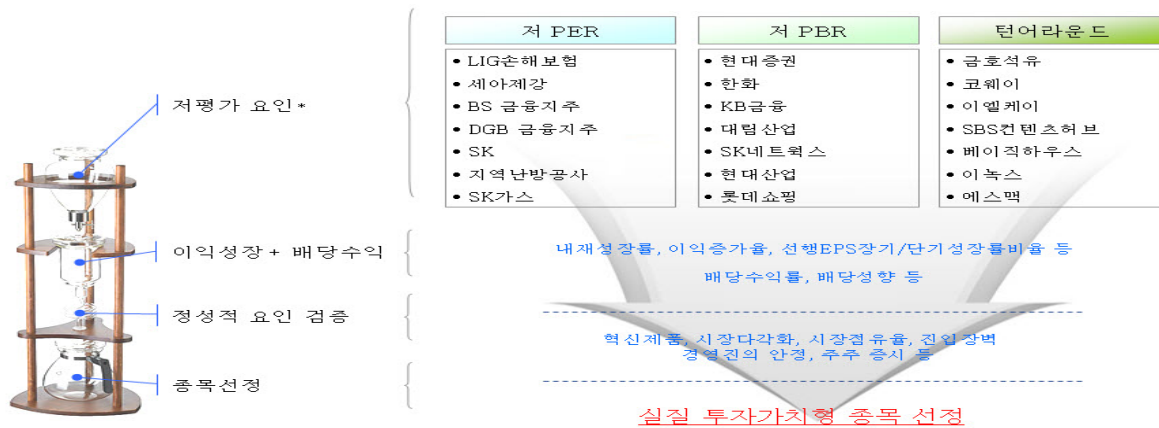 저 PER
저 PBR
턴어라운드
• LIG손해보험
• 세아제강
• BS 금융지주
• DGB 금융지주
• SK
• 지역난방공사
• SK가스
• 현대증권
• 한화
• KB금융
• 대림산업
• SK네트웍스
• 현대산업
• 롯데쇼핑
• 금호석유
• 코웨이
• 이엘케이
• SBS컨텐츠허브
• 베이직하우스
• 이녹스
• 에스맥
저평가 요인*
이익성장 + 배당수익
내재성장률, 이익증가율, 선행EPS장기/단기성장률비율 등
배당수익률, 배당성향 등
정성적 요인 검증
혁신제품, 시장다각화, 시장점유율, 진입장벽
경영진의 안정, 주주 중시 등
종목선정
실질 투자가치형 종목 선정